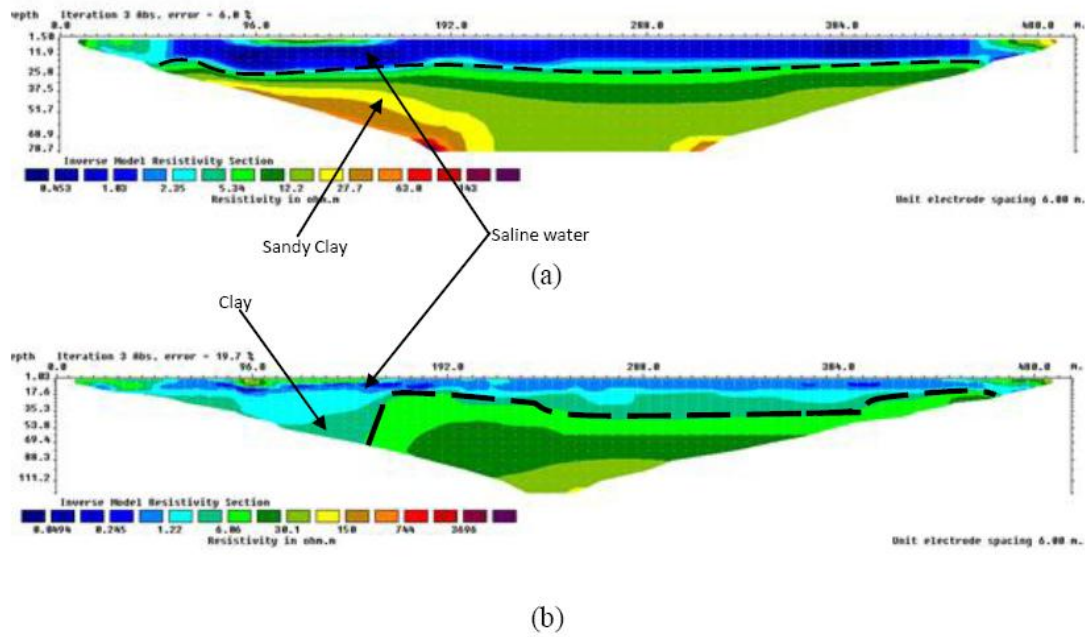 epth Iteration 3 Abs. error - 6.0 %
0.0 96.0 192.0 288.0 480.0 M.
1.50
11.9
25.0
37.5
51.7
60.9
78.7
Inverse Model Resistivity Section
0.453 1.03 2.35 5.34 12.2 27.7 63.0 143
Resistivity in ohm.m
Unit electrode spacing 6.00 m.
Sandy Clay
Saline water
(a)
Clay
epth Iteration 3 Abs. error - 19.7 %
0.0 96.0 192.0 288.0 384.0 480.0 M.
1.03
17.6
35.3
53.0
69.4
88.3
111.2
Inverse Model Resistivity Section
0.0494 0.245 1.22 6.06 30.1 150 744 3696
Resistivity in ohm.m
Unit electrode spacing 6.00 m.
(b)